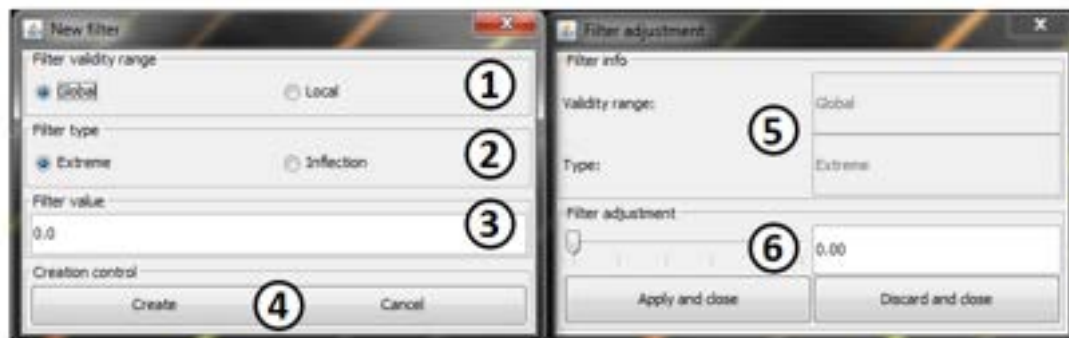 New filter
Filter validity range
Global Local
1
Filter type
Extreme Inflection
2
Filter value
0.0
3
Creation control
Create Cancel
4
Filter adjustment
Filter info
Validity range: Global
5
Type: Extreme
Filter adjustment
6
0.00
Apply and close Discard and close